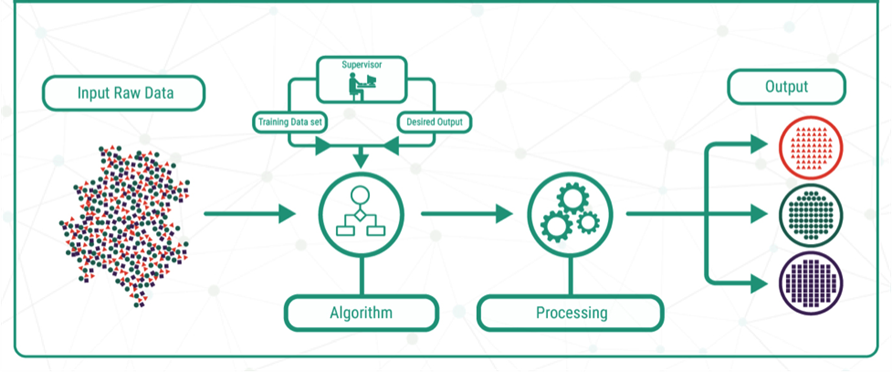 Input Raw Data
Supervisor
Training Data set
Desired Output
Output
Algorithm
Processing